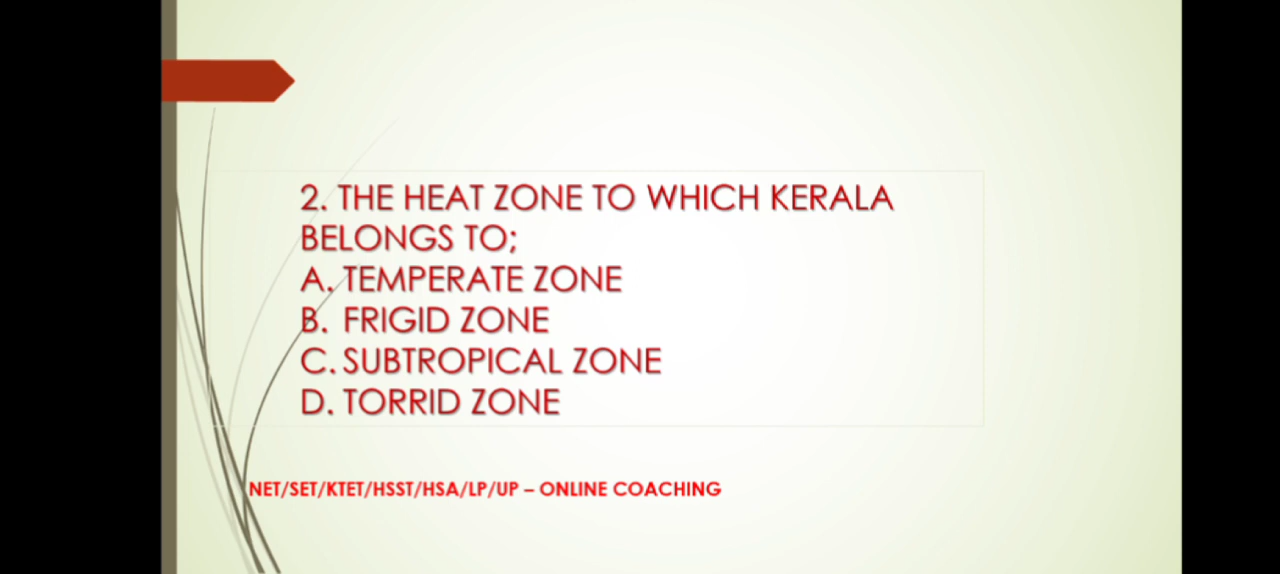 2. THE HEAT ZONE TO WHICH KERALA
BELONGS TO;
A. TEMPERATE ZONE
B. FRIGID ZONE
C. SUBTROPICAL ZONE
D. TORRID ZONE
NET/SET/KTET/HSST/HSA/LP/UP – ONLINE COACHING